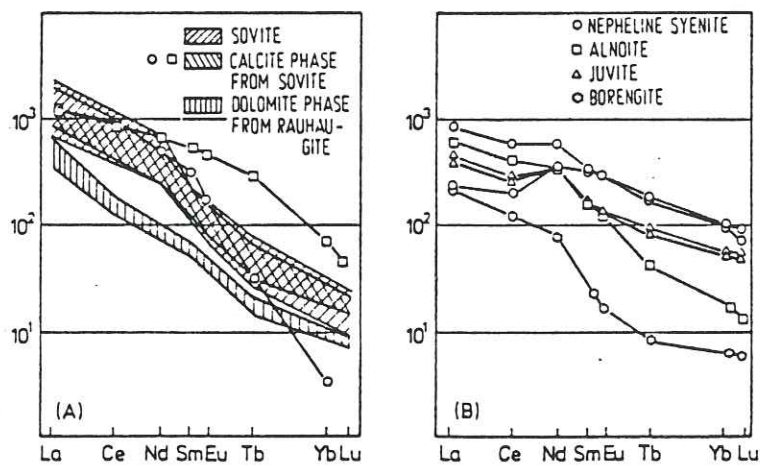 SOVITE
CALCITE PHASE
FROM SOVITE
DOLOMITE PHASE
FROM RAUHAU-
GITE
10³
10²
10¹
(A)
La Ce Nd Sm Eu Tb Yb Lu
NEPHELINE SYENITE
ALNOITE
JUVITE
BORENGITE
10³
10²
10¹
(B)
La Ce Nd Sm Eu Tb Yb Lu